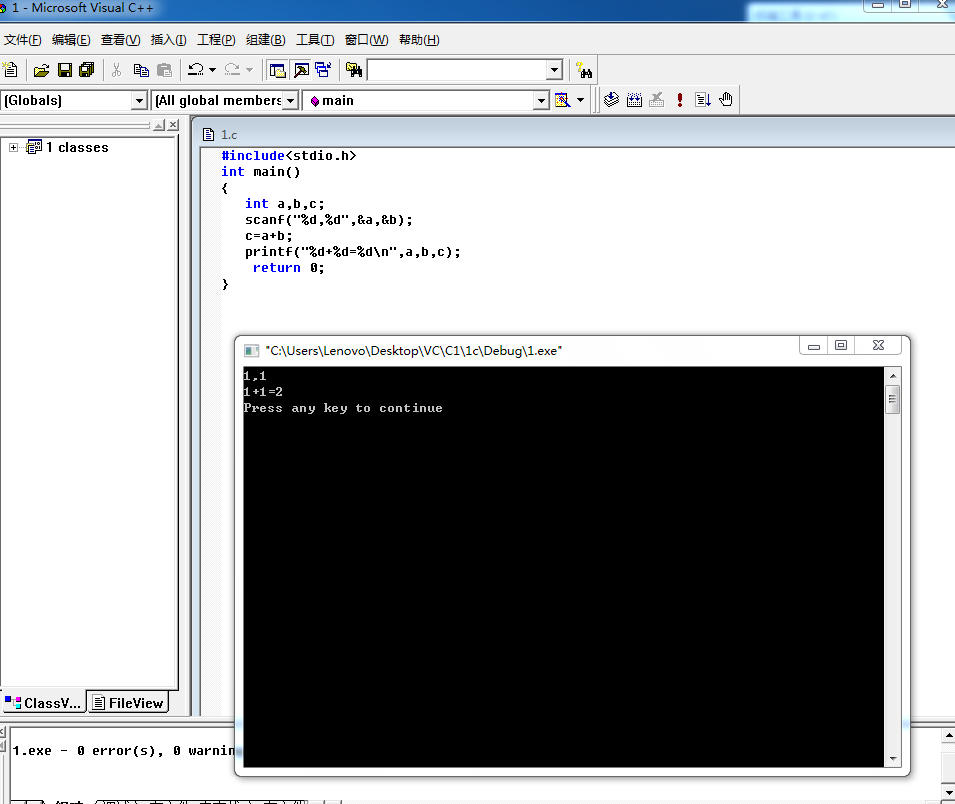 1 - Microsoft Visual C++
文件(F) 编辑(E) 查看(V) 插入(I) 工程(P) 组建(B) 工具(T) 窗口(W) 帮助(H)
(Globals) (All global members main
1 classes
1.c
#include<stdio.h>
int main()
{
int a,b,c;
scanf("%d,%d",&a,&b);
c=a+b;
printf("%d+%d=%d\n",a,b,c);
return 0;
}
"C:\Users\Lenovo\Desktop\VC\C1\1c\Debug\1.exe"
1,1
1+1=2
Press any key to continue
ClassV... FileView
1.exe - 0 error(s), 0 warnin